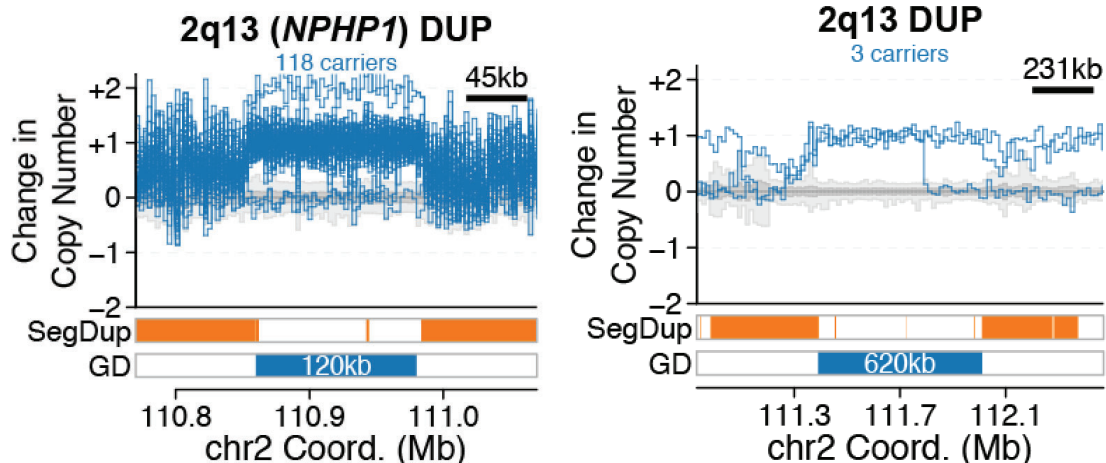 2q13 (NPHP1) DUP
118 carriers
45kb
Change in
Copy Number
+2
+1
0
−1
−2
SegDup
GD
120kb
110.8 110.9 111.0
chr2 Coord. (Mb)
2q13 DUP
3 carriers
231kb
Change in
Copy Number
+2
+1
0
−1
−2
SegDup
GD
620kb
111.3 111.7 112.1
chr2 Coord. (Mb)